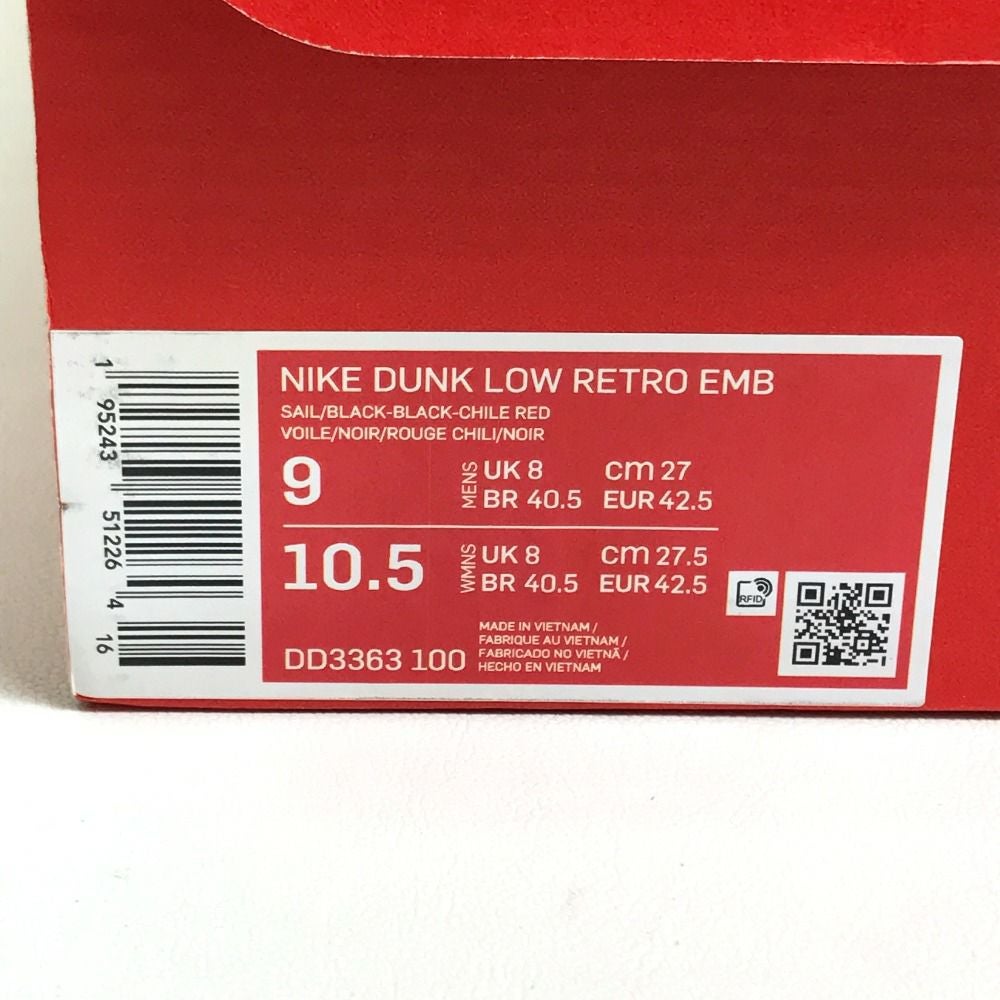 NIKE DUNK LOW RETRO EMB
SAIL/BLACK-BLACK-CHILE RED
VOILE/NOIR/ROUGE CHILI/NOIR
9 MENS UK 8 cm 27
BR 40.5 EUR 42.5
10.5 WMNS UK 8 cm 27.5
BR 40.5 EUR 42.5
RFID
MADE IN VIETNAM /
FABRIQUE AU VIETNAM /
FABRICADO NO VIETNÃ /
HECHO EN VIETNAM
DD3363 100
1 95243 51226 4 16